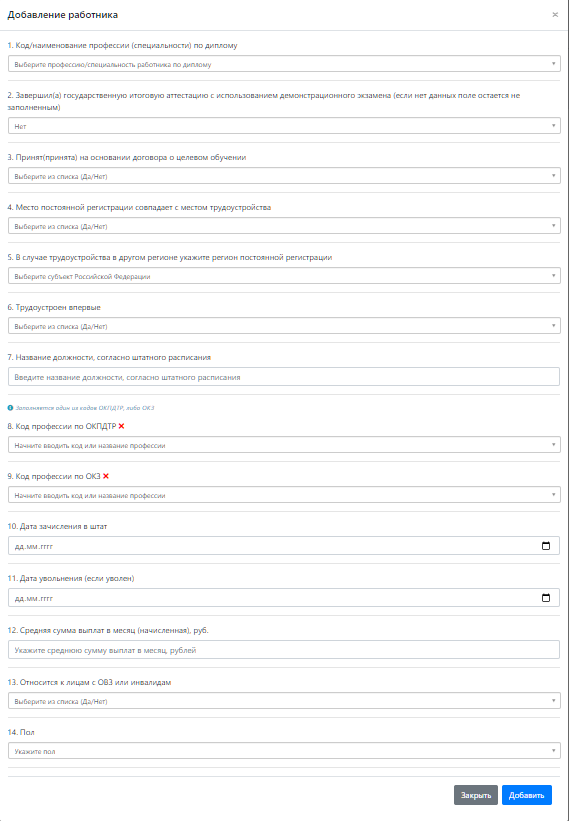 Добавление работника
×
1. Код/наименование профессии (специальности) по диплому
Выберите профессию/специальность работника по диплому
2. Завершил(а) государственную итоговую аттестацию с использованием демонстрационного экзамена (если нет данных поле остается не
заполненным)
Нет
3. Принят(принята) на основании договора о целевом обучении
Выберите из списка (Да/Нет)
4. Место постоянной регистрации совпадает с местом трудоустройства
Выберите из списка (Да/Нет)
5. В случае трудоустройства в другом регионе укажите регион постоянной регистрации
Выберите субъект Российской Федерации
6. Трудоустроен впервые
Выберите из списка (Да/Нет)
7. Название должности, согласно штатного расписания
Введите название должности, согласно штатного расписания
Заполняется один из кодов ОКПДТР, либо ОКЗ
8. Код профессии по ОКПДТР
Начните вводить код или название профессии
9. Код профессии по ОКЗ
Начните вводить код или название профессии
10. Дата зачисления в штат
дд.мм.гггг
11. Дата увольнения (если уволен)
дд.мм.гггг
12. Средняя сумма выплат в месяц (начисленная), руб.
Укажите среднюю сумму выплат в месяц, рублей
13. Относится к лицам с ОВЗ или инвалидам
Выберите из списка (Да/Нет)
14. Пол
Укажите пол
Закрыть Добавить